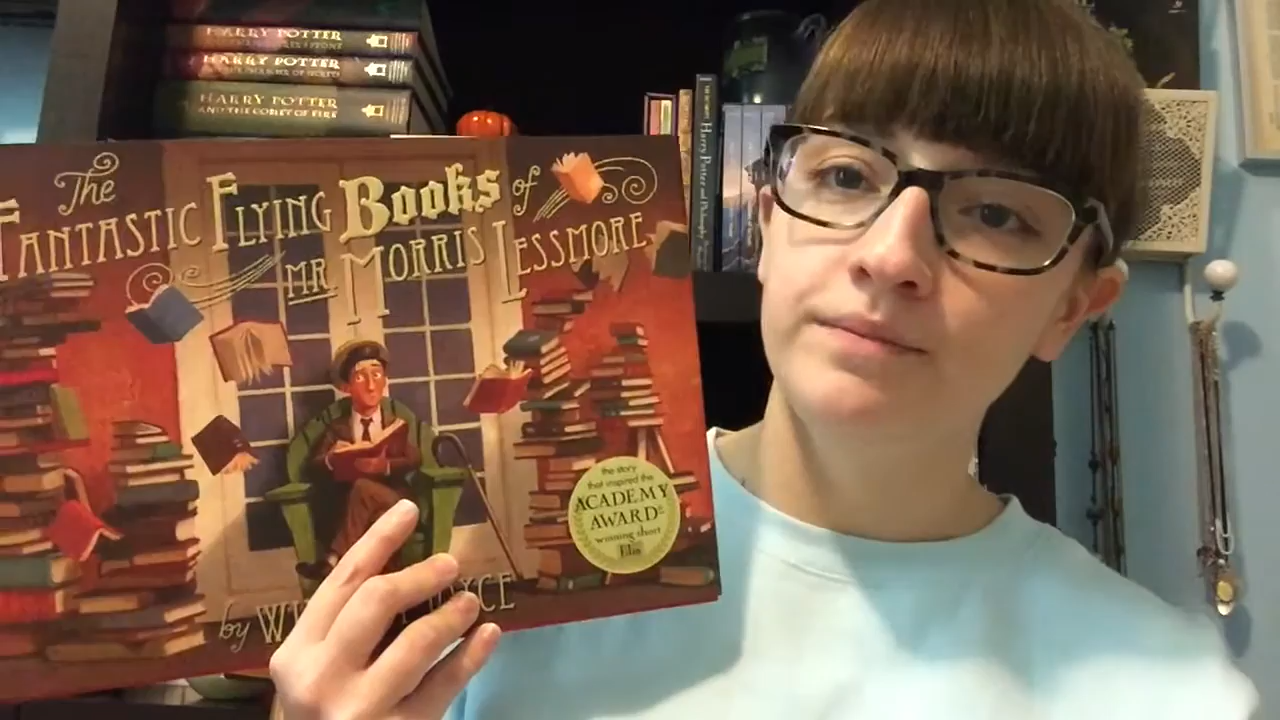 HARRY POTTER
HARRY POTTER
HARRY POTTER
AND THE GOBLET OF FIRE
The
FANTASTIC FLYING BOOKS of
MR MORRIS LESSMORE
the story
that inspired the
ACADEMY
AWARD®
winning short
film
by
Harry Potter and